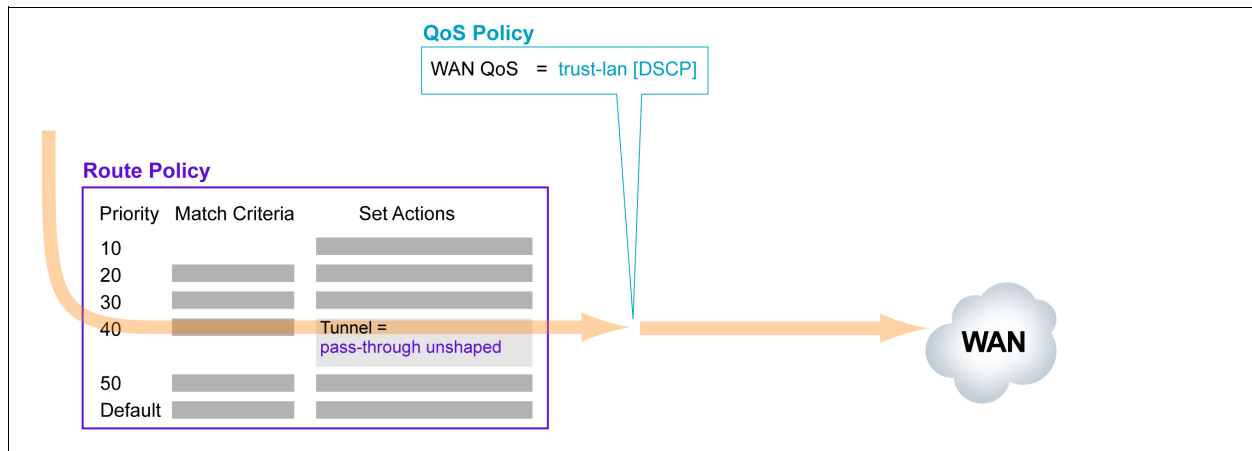 QoS Policy
WAN QoS = trust-lan [DSCP]
Route Policy
Priority Match Criteria Set Actions
10
20
30
40 Tunnel =
pass-through unshaped
50
Default
WAN